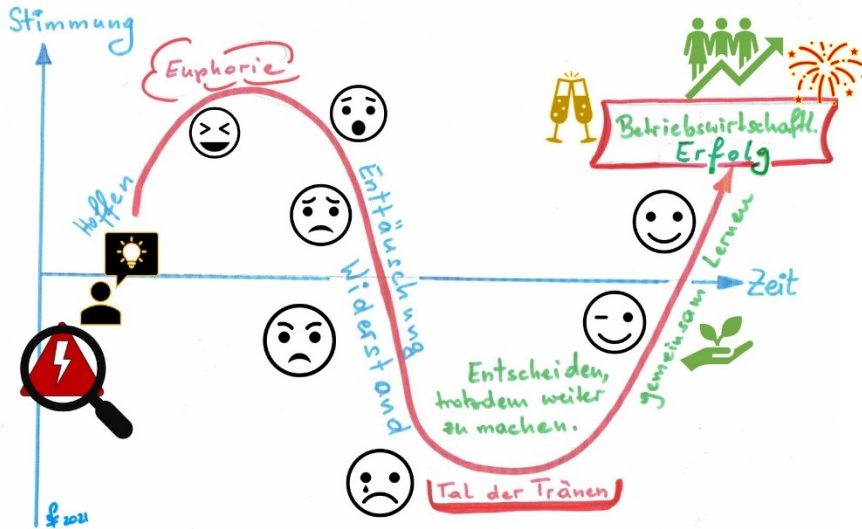 Stimmung
Euphorie
Hoffen
Enttäuschung
Widerstand
Tal der Tränen
Entscheiden,
trotzdem weiter
zu machen.
gemeinsam Lernen
Betriebswirtschaftl.
Erfolg
Zeit
2021